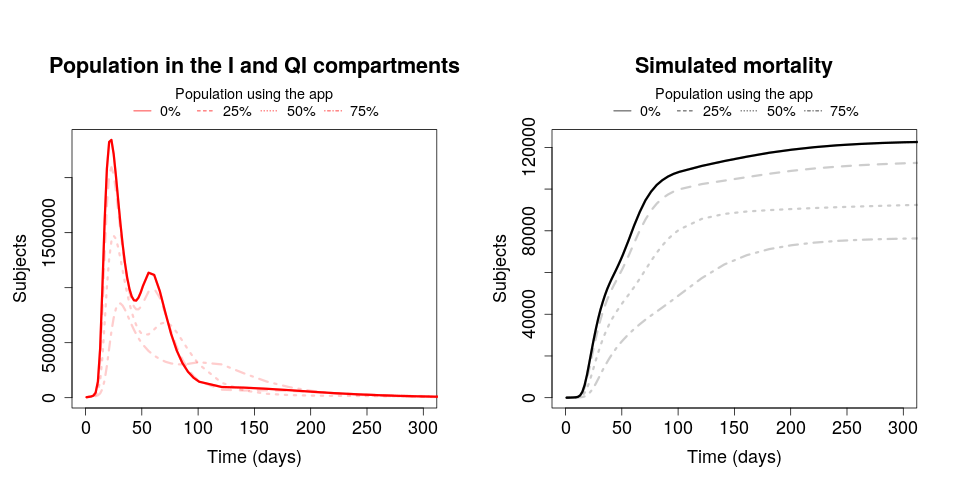 Population in the I and QI compartments
Population using the app
0% 25% 50% 75%
Subjects
0 500000 1500000
0 50 100 150 200 250 300
Time (days)
Simulated mortality
Population using the app
0% 25% 50% 75%
Subjects
0 40000 80000 120000
0 50 100 150 200 250 300
Time (days)